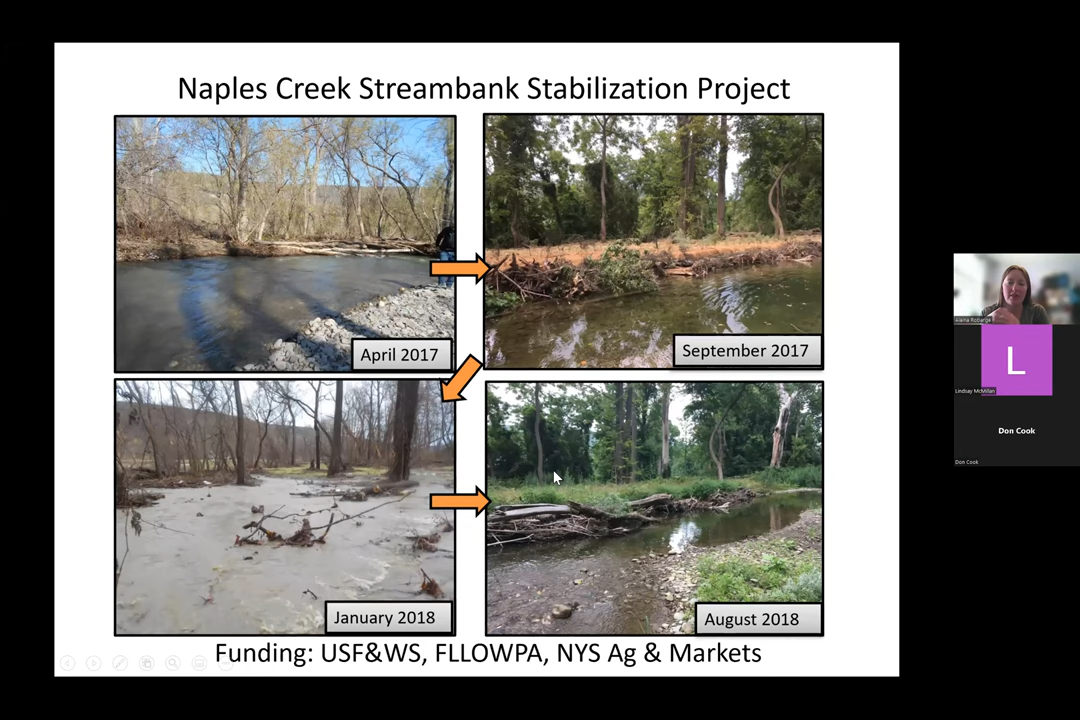 Naples Creek Streambank Stabilization Project
April 2017
September 2017
January 2018
August 2018
Funding: USF&WS, FLLOWPA, NYS Ag & Markets
Alaina Robarge
L
Lindsay McMillan
Don Cook
Don Cook